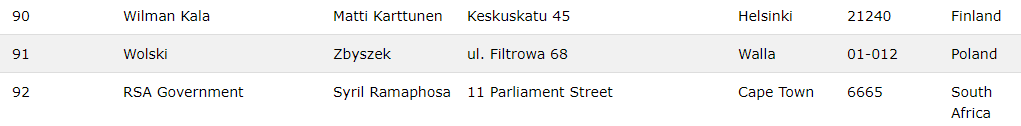 90 Wilman Kala Matti Karttunen Keskuskatu 45 Helsinki 21240 Finland
91 Wolski Zbyszek ul. Filtrowa 68 Walla 01-012 Poland
92 RSA Government Syril Ramaphosa 11 Parliament Street Cape Town 6665 South
Africa